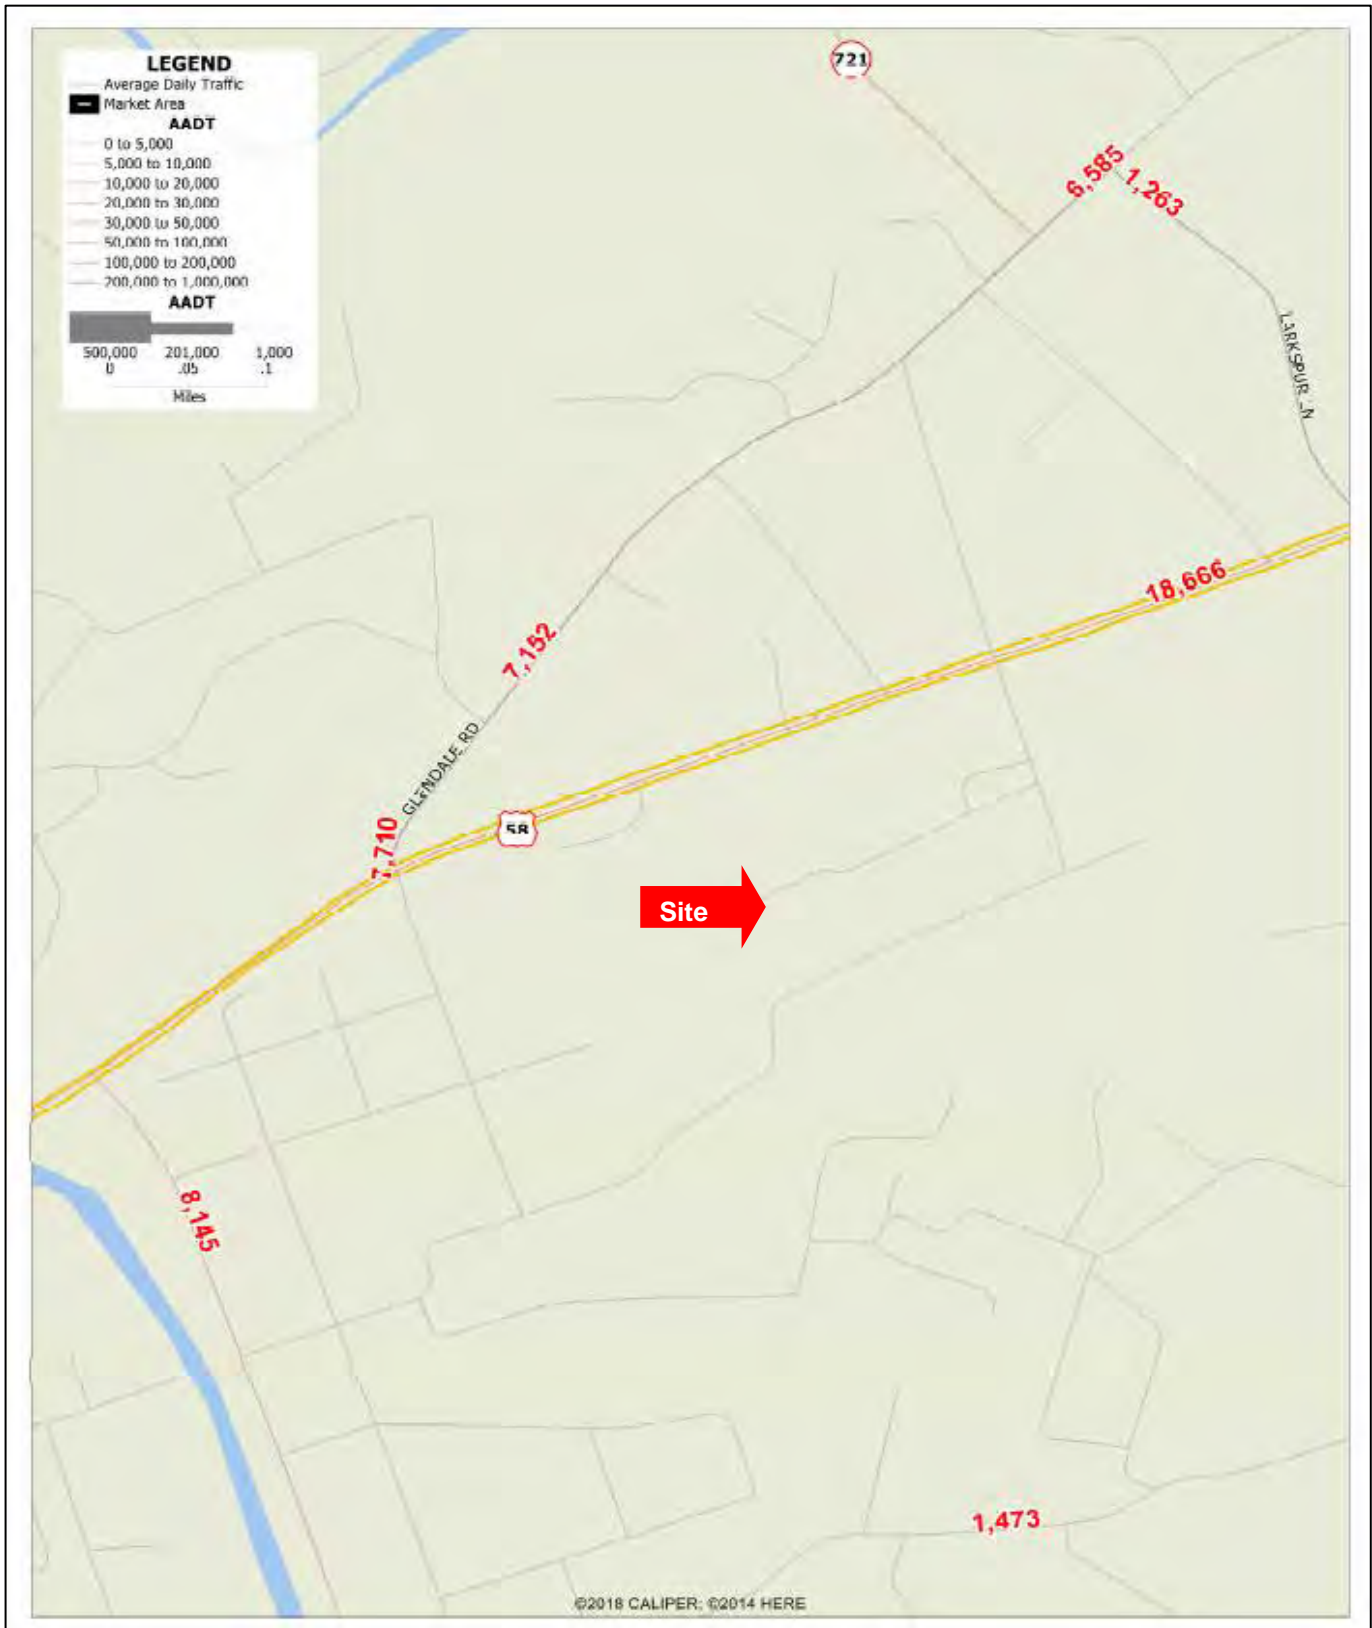 LEGEND
Average Daily Traffic
Market Area
AADT
0 to 5,000
5,000 to 10,000
10,000 to 20,000
20,000 to 30,000
30,000 to 50,000
50,000 to 100,000
100,000 to 200,000
200,000 to 1,000,000
AADT
500,000 201,000 1,000
0 .05 .1
Miles
721
6,585
1,263
LARKSPUR LN
18,666
7,152
GLENDALE RD
7,710
58
Site
8,145
1,473
©2018 CALIPER; ©2014 HERE